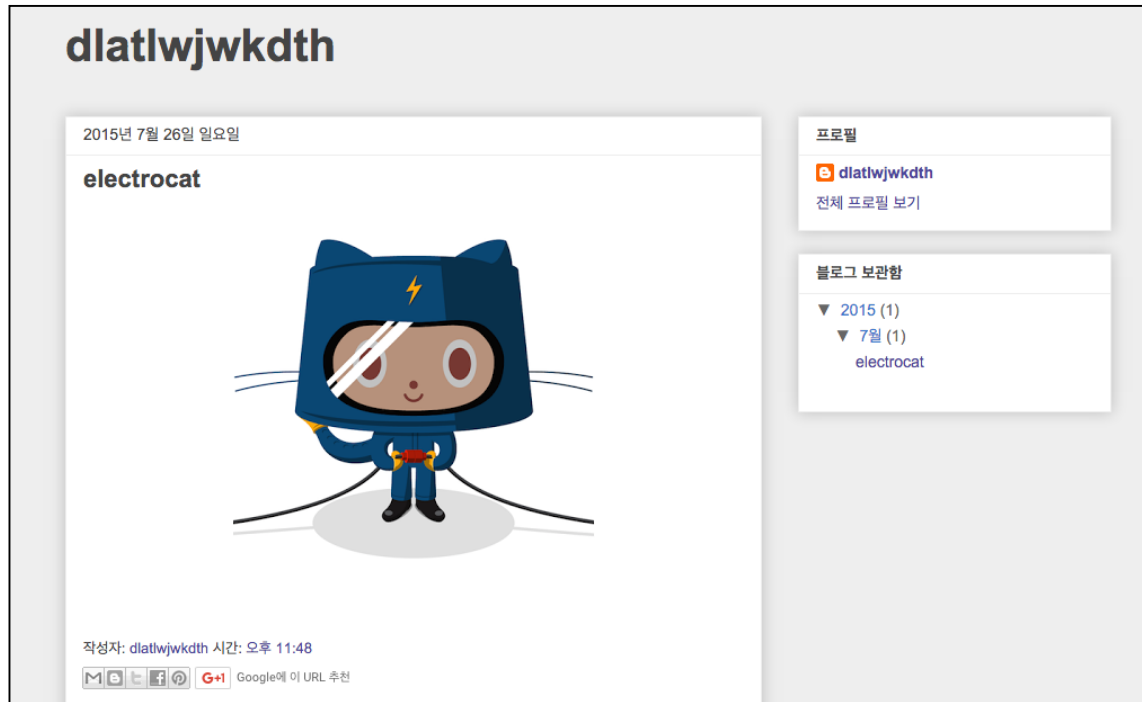 dlatlwjwkdth
2015년 7월 26일 일요일
electrocat
작성자: dlatlwjwkdth 시간: 오후 11:48
G+1 Google에 이 URL 추천
프로필
dlatlwjwkdth
전체 프로필 보기
블로그 보관함
▼ 2015 (1)
▼ 7월 (1)
electrocat